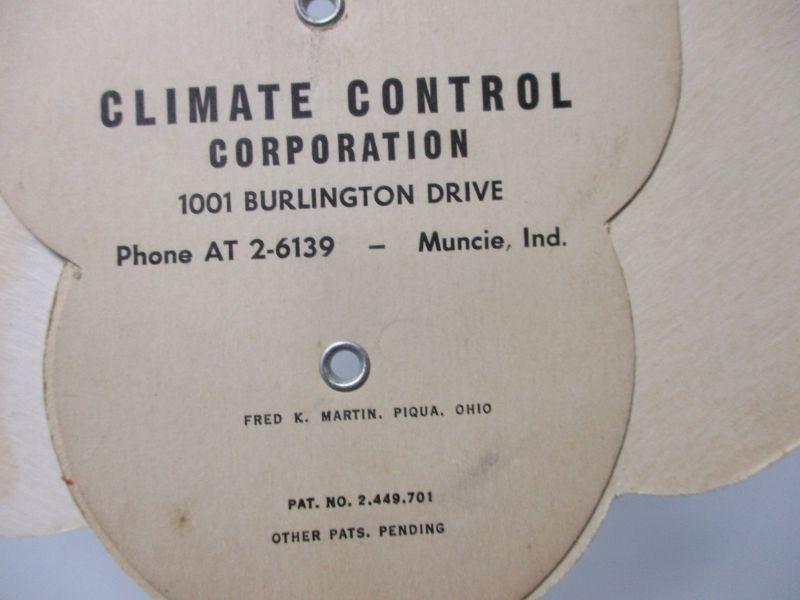 CLIMATE CONTROL
CORPORATION
1001 BURLINGTON DRIVE
Phone AT 2-6139 – Muncie, Ind.
FRED K. MARTIN. PIQUA. OHIO
PAT. NO. 2.449.701
OTHER PATS. PENDING